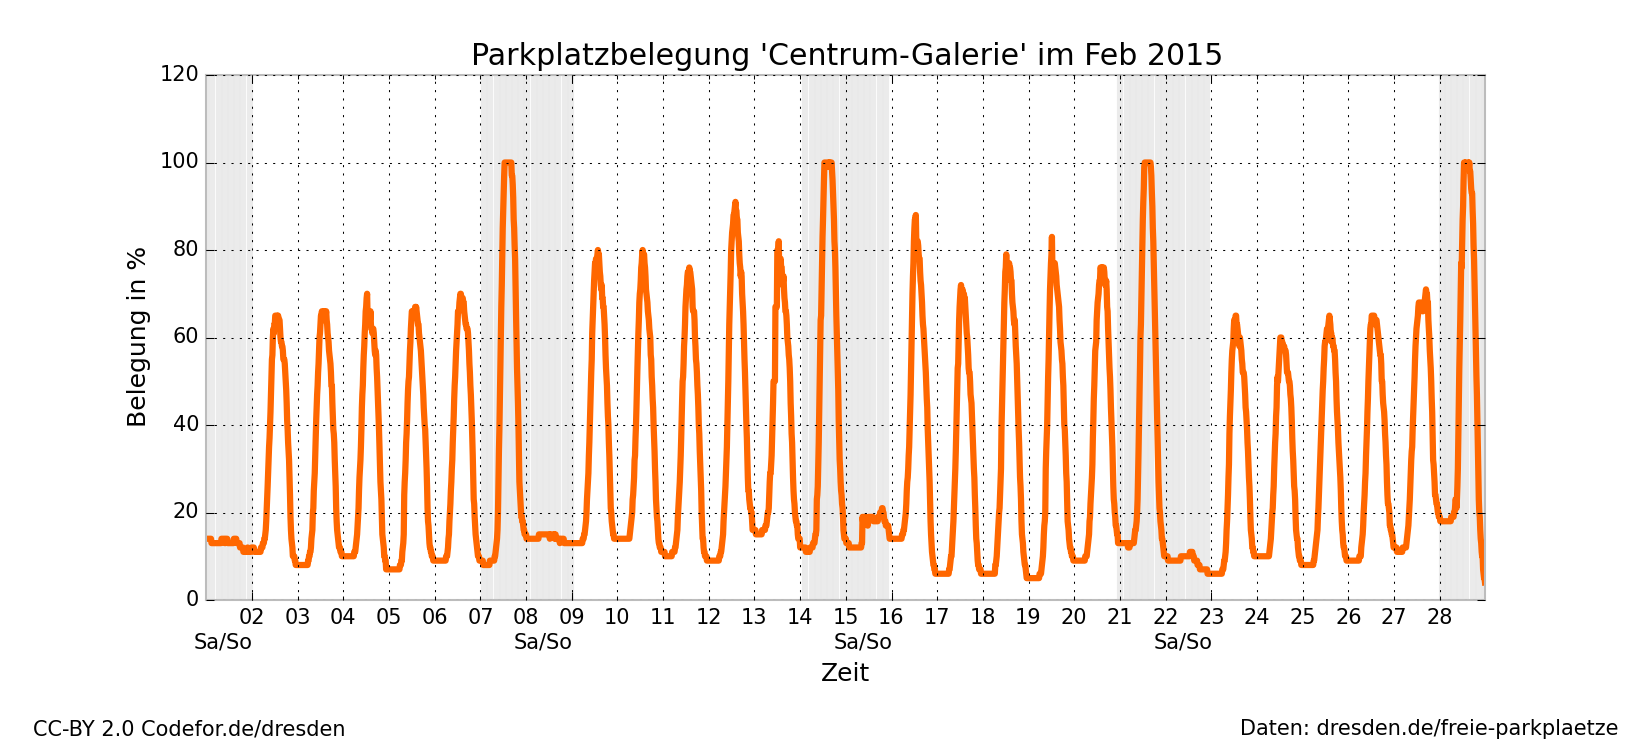 Parkplatzbelegung 'Centrum-Galerie' im Feb 2015
120
100
80
60
40
20
0
Belegung in %
02 03 04 05 06 07 08 09 10 11 12 13 14 15 16 17 18 19 20 21 22 23 24 25 26 27 28
Sa/So Sa/So Sa/So Sa/So
Zeit
CC-BY 2.0 Codefor.de/dresden
Daten: dresden.de/freie-parkplaetze